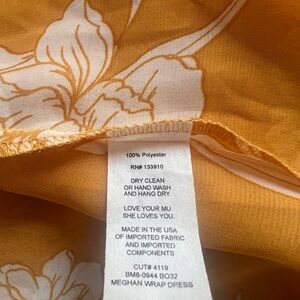 100% Polyester
RN# 133910
DRY CLEAN
OR HAND WASH
AND HANG DRY.
LOVE YOUR MU.
SHE LOVES YOU.
MADE IN THE USA
OF IMPORTED FABRIC
AND IMPORTED
COMPONENTS
CUT# 4119
BM8-0944 BO32
MEGHAN WRAP DRESS